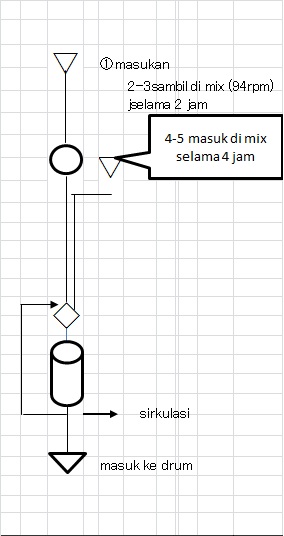 ①masukan
2-3sambil di mix (94rpm)
jselama 2 jam
4-5 masuk di mix
selama 4 jam
sirkulasi
masuk ke drum